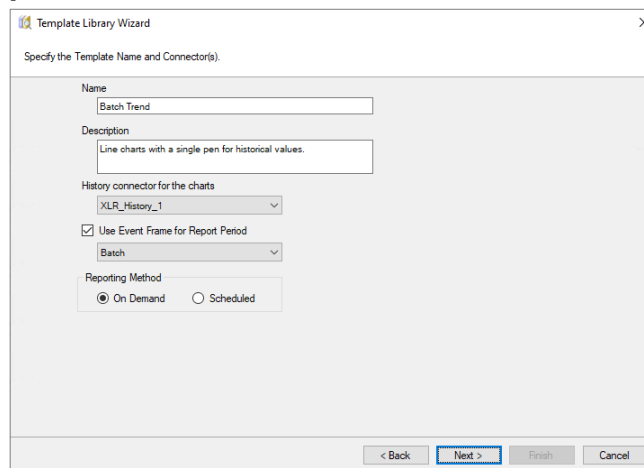 Template Library Wizard
Specify the Template Name and Connector(s).
Name
Batch Trend
Description
Line charts with a single pen for historical values.
History connector for the charts
XLR_History_1
Use Event Frame for Report Period
Batch
Reporting Method
On Demand Scheduled
< Back Next > Finish Cancel